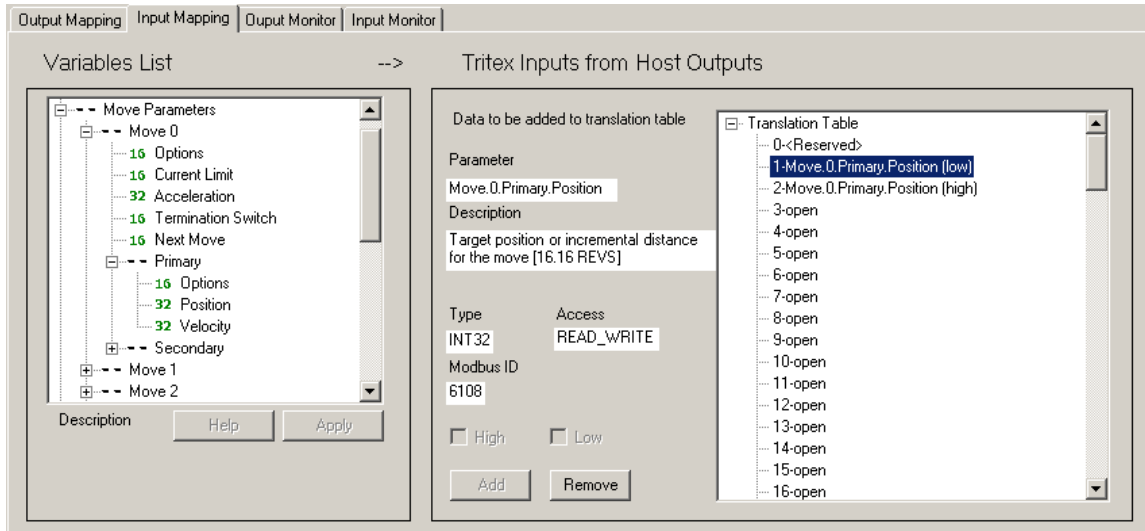 Output Mapping Input Mapping Ouput Monitor Input Monitor
Variables List --> Tritex Inputs from Host Outputs
Move Parameters
Move 0
16 Options
16 Current Limit
32 Acceleration
16 Termination Switch
16 Next Move
Primary
16 Options
32 Position
32 Velocity
Secondary
Move 1
Move 2
Description
Help Apply
Data to be added to translation table
Parameter
Move.0.Primary.Position
Description
Target position or incremental distance
for the move [16.16 REVS]
Type Access
INT32 READ_WRITE
Modbus ID
6108
High Low
Add Remove
Translation Table
0-<Reserved>
1-Move.0.Primary.Position (low)
2-Move.0.Primary.Position (high)
3-open
4-open
5-open
6-open
7-open
8-open
9-open
10-open
11-open
12-open
13-open
14-open
15-open
16-open